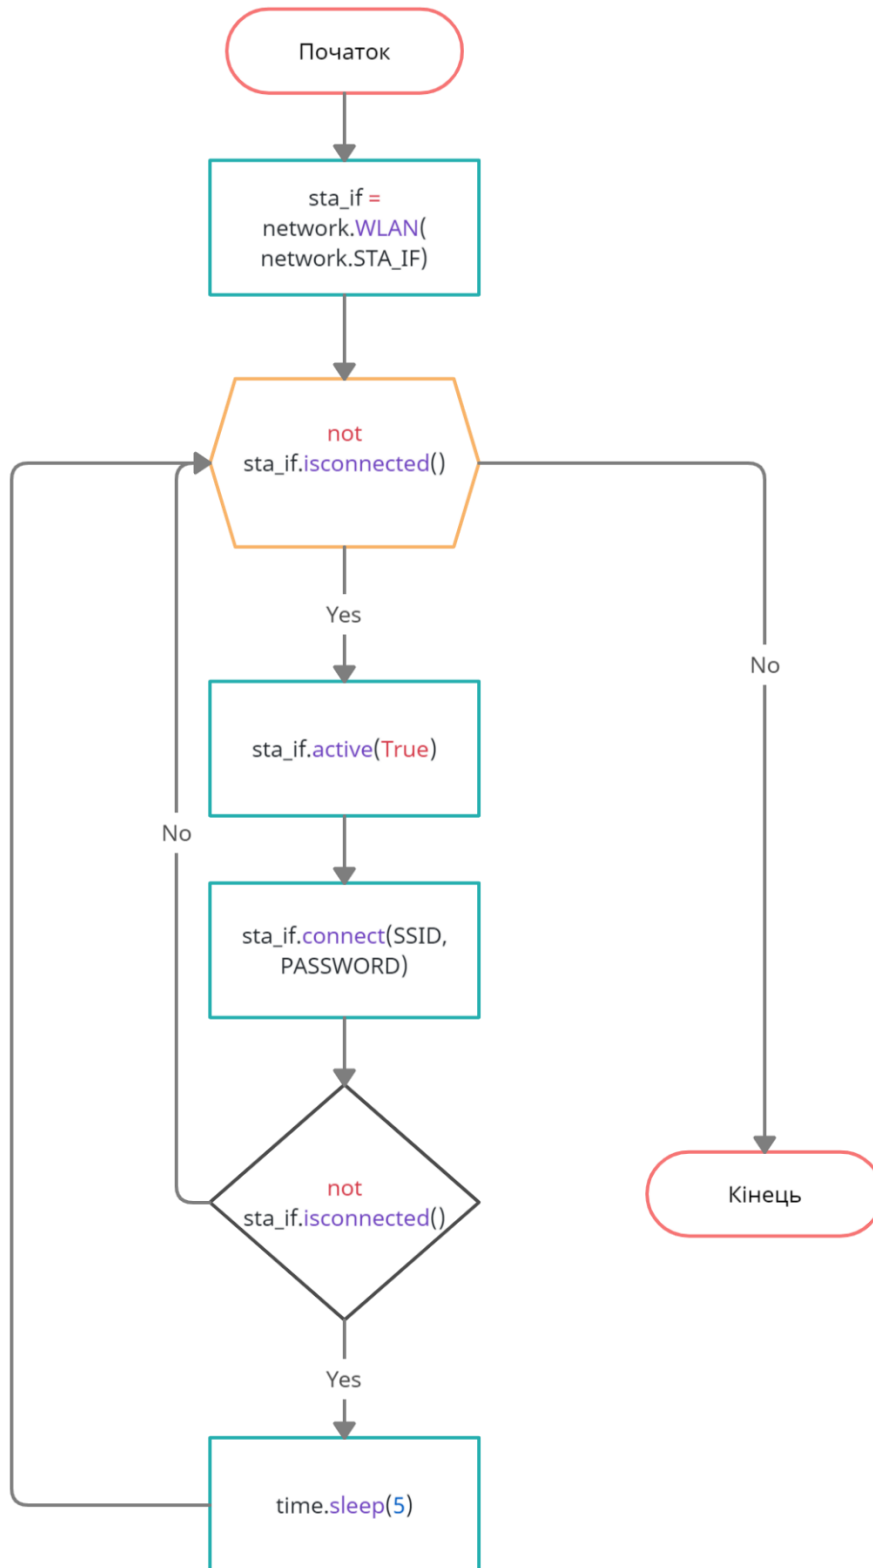 Початок
sta_if =
network.WLAN(
network.STA_IF)
not
sta_if.isconnected()
Yes
No
sta_if.active(True)
No
sta_if.connect(SSID,
PASSWORD)
not
sta_if.isconnected()
Кінець
Yes
time.sleep(5)